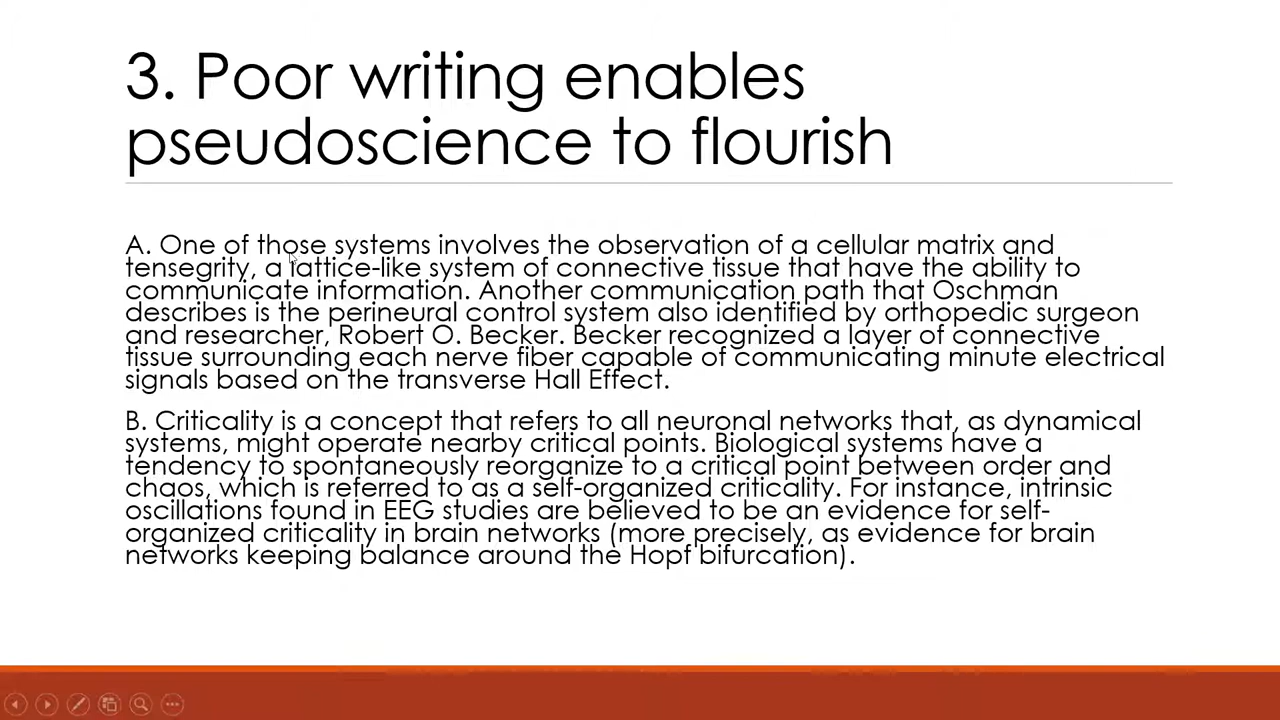 3. Poor writing enables
pseudoscience to flourish
A. One of those systems involves the observation of a cellular matrix and
tensegrity, a lattice-like system of connective tissue that have the ability to
communicate information. Another communication path that Oschman
describes is the perineural control system also identified by orthopedic surgeon
and researcher, Robert O. Becker. Becker recognized a layer of connective
tissue surrounding each nerve fiber capable of communicating minute electrical
signals based on the transverse Hall Effect.
B. Criticality is a concept that refers to all neuronal networks that, as dynamical
systems, might operate nearby critical points. Biological systems have a
tendency to spontaneously reorganize to a critical point between order and
chaos, which is referred to as a self-organized criticality. For instance, intrinsic
oscillations found in EEG studies are believed to be an evidence for self-
organized criticality in brain networks (more precisely, as evidence for brain
networks keeping balance around the Hopf bifurcation).